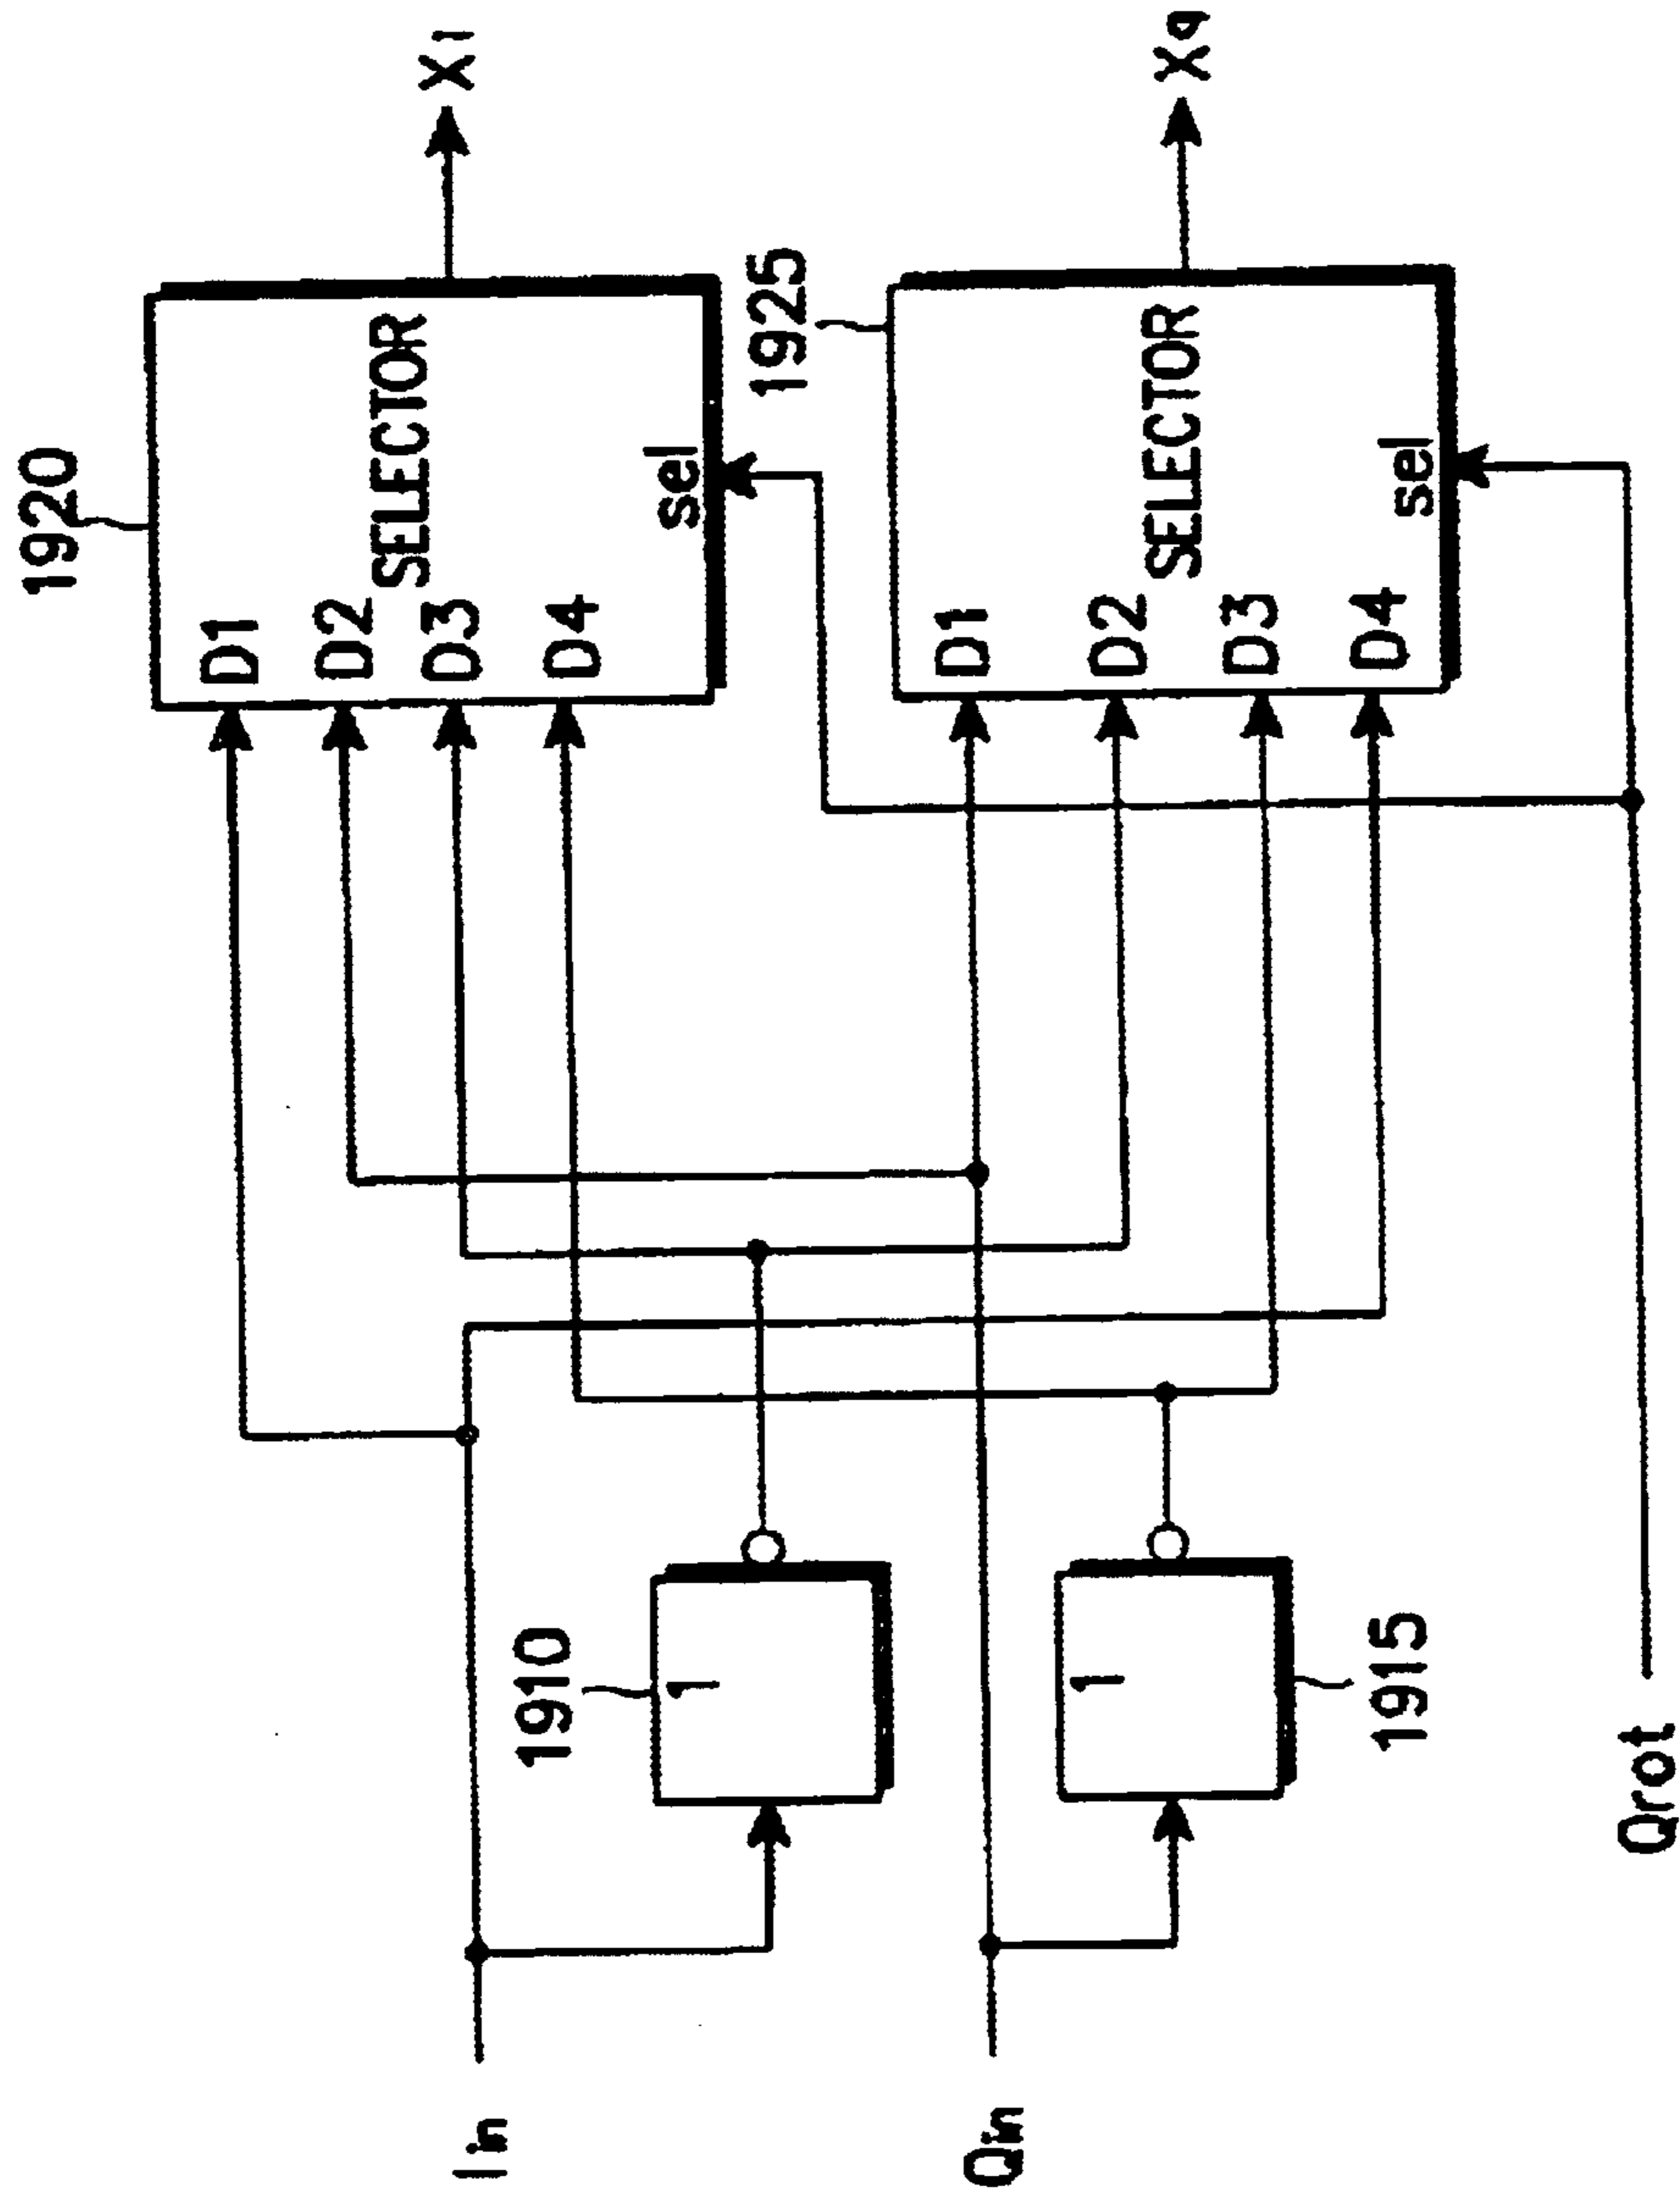 1920
D1
D2
D3
D4
SELECTOR
sel
Xi
1925
D1
D2
D3
D4
SELECTOR
sel
Xq
1910
1
1915
1
Iin
Qin
Qrot